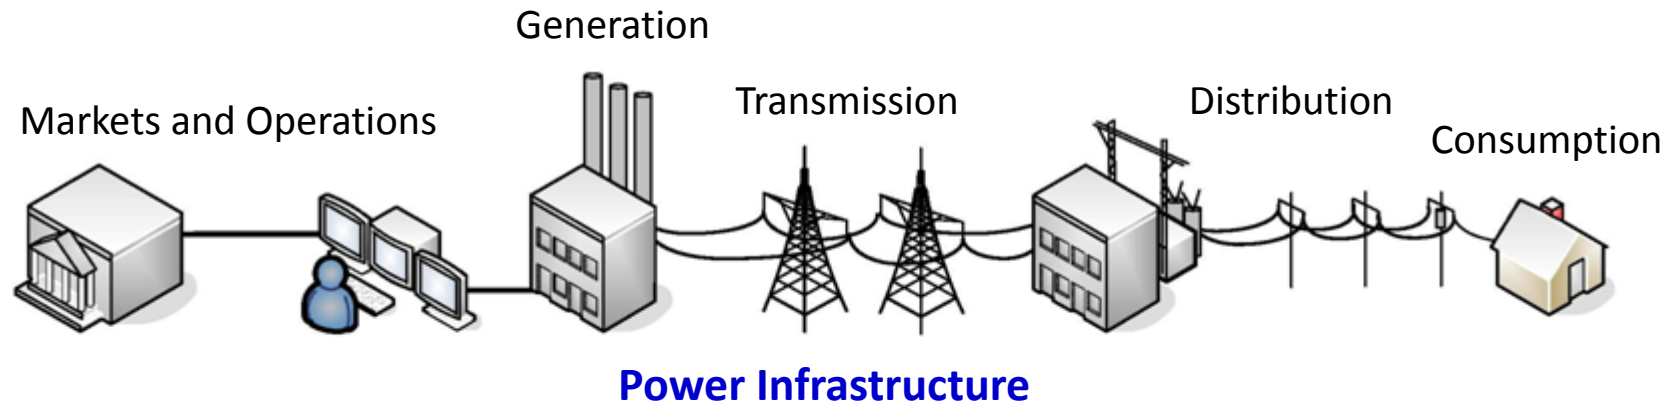 Generation
Markets and Operations
Transmission
Distribution
Consumption
Power Infrastructure